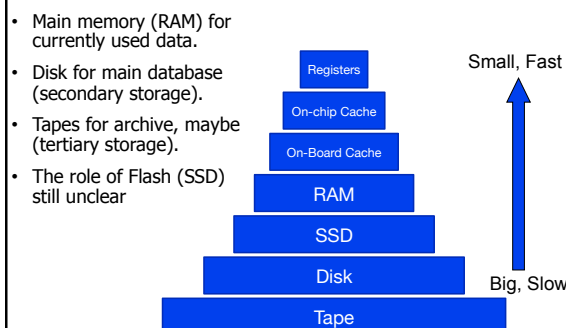 • Main memory (RAM) for
currently used data.
• Disk for main database
(secondary storage).
• Tapes for archive, maybe
(tertiary storage).
• The role of Flash (SSD)
still unclear
Small, Fast
Registers
On-chip Cache
On-Board Cache
RAM
SSD
Disk
Big, Slow
Tape